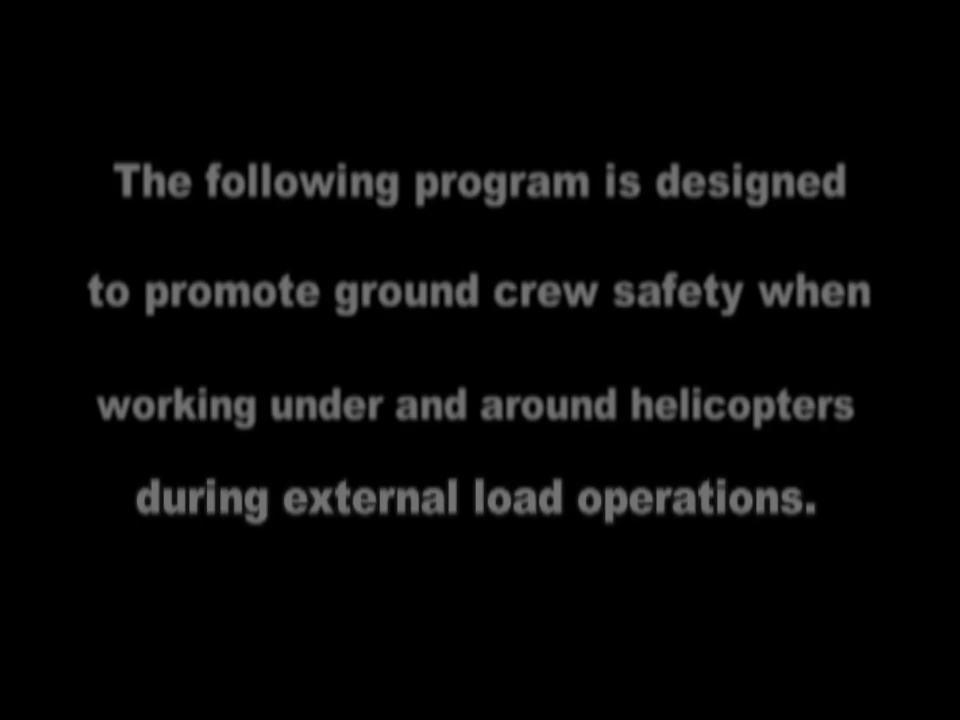 The following program is designed
to promote ground crew safety when
working under and around helicopters
during external load operations.